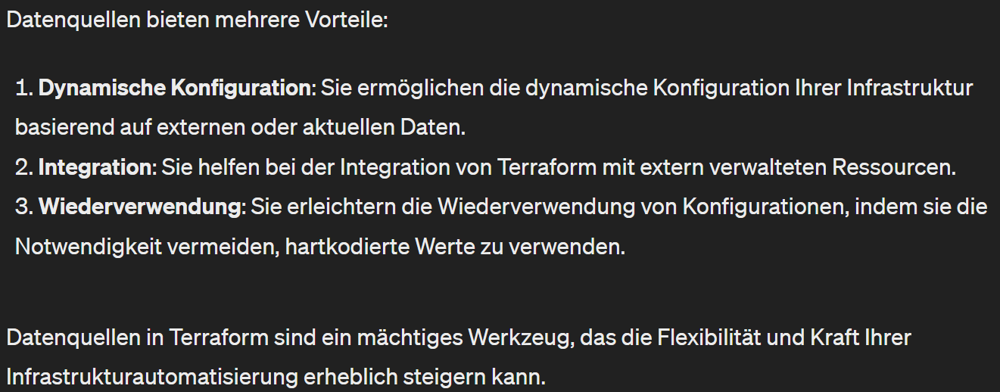 Datenquellen bieten mehrere Vorteile:
1. Dynamische Konfiguration: Sie ermöglichen die dynamische Konfiguration Ihrer Infrastruktur
basierend auf externen oder aktuellen Daten.
2. Integration: Sie helfen bei der Integration von Terraform mit extern verwalteten Ressourcen.
3. Wiederverwendung: Sie erleichtern die Wiederverwendung von Konfigurationen, indem sie die
Notwendigkeit vermeiden, hartkodierte Werte zu verwenden.
Datenquellen in Terraform sind ein mächtiges Werkzeug, das die Flexibilität und Kraft Ihrer
Infrastrukturautomatisierung erheblich steigern kann.